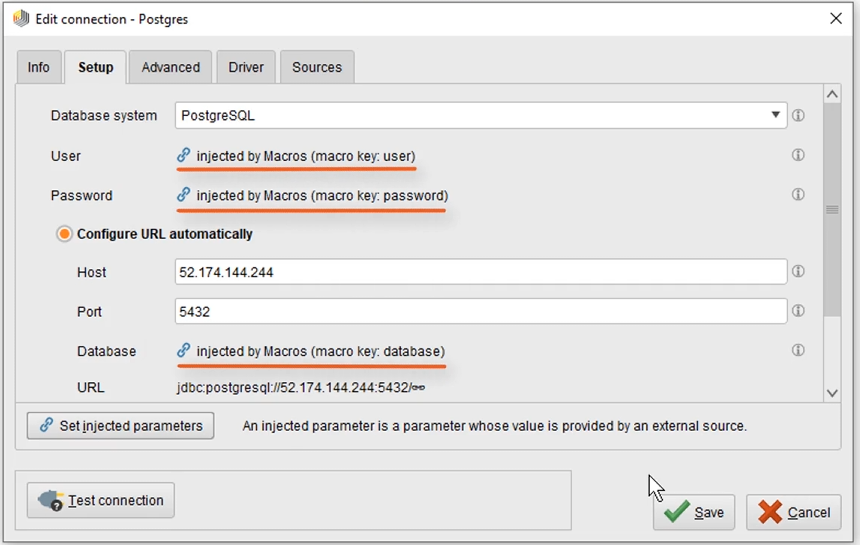 Edit connection - Postgres
Info Setup Advanced Driver Sources
Database system PostgreSQL
User injected by Macros (macro key: user)
Password injected by Macros (macro key: password)
Configure URL automatically
Host 52.174.144.244
Port 5432
Database injected by Macros (macro key: database)
URL jdbc:postgresql://52.174.144.244:5432/
Set injected parameters An injected parameter is a parameter whose value is provided by an external source.
Test connection
Save Cancel